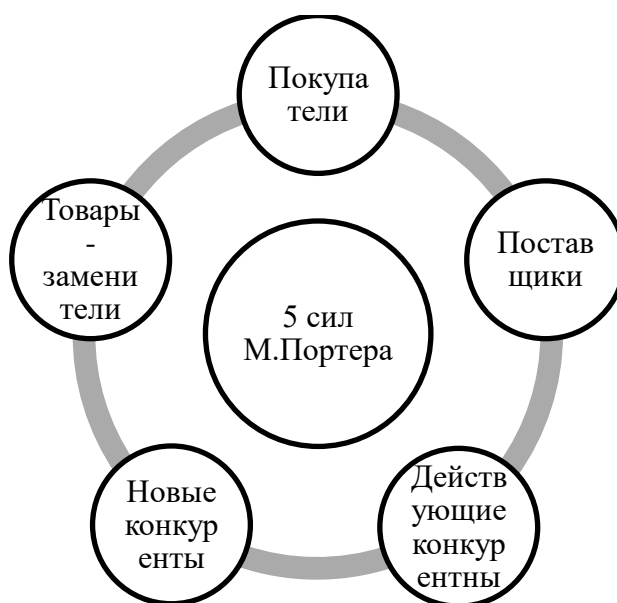 Покупа
тели
Постав
щики
Действ
ующие
конкур
ентны
Новые
конкур
енты
Товары
-
замени
тели
5 сил
М.Портера